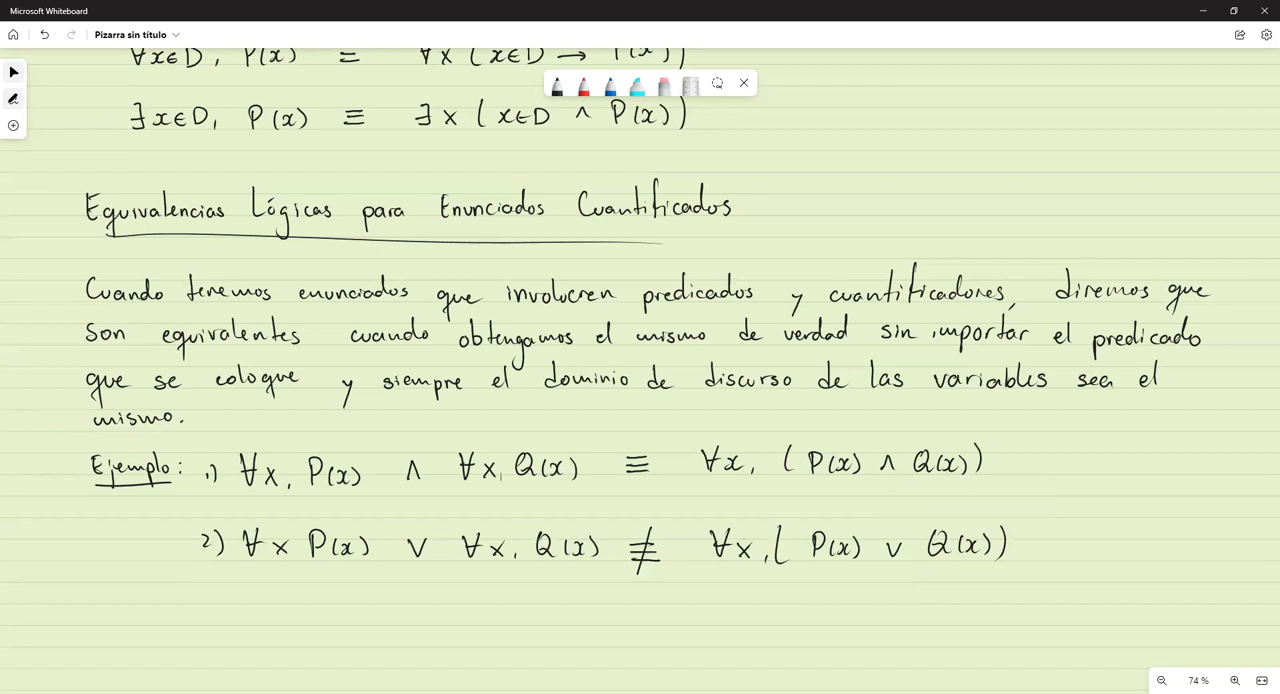 Microsoft Whiteboard
Pizarra sin título
∀x∈D, P(x) ≡ ∀x (x∈D → P(x))
∃x∈D, P(x) ≡ ∃x (x∈D ∧ P(x))
Equivalencias Lógicas para Enunciados Cuantificados
Cuando tenemos enunciados que involucren predicados y cuantificadores, diremos que
son equivalentes cuando obtengamos el mismo de verdad sin importar el predicado
que se coloque y siempre el dominio de discurso de las variables sea el
mismo.
Ejemplo: 1) ∀x, P(x) ∧ ∀x, Q(x) ≡ ∀x, (P(x) ∧ Q(x))
2) ∀x P(x) ∨ ∀x, Q(x) ≢ ∀x, (P(x) ∨ Q(x))
74 %